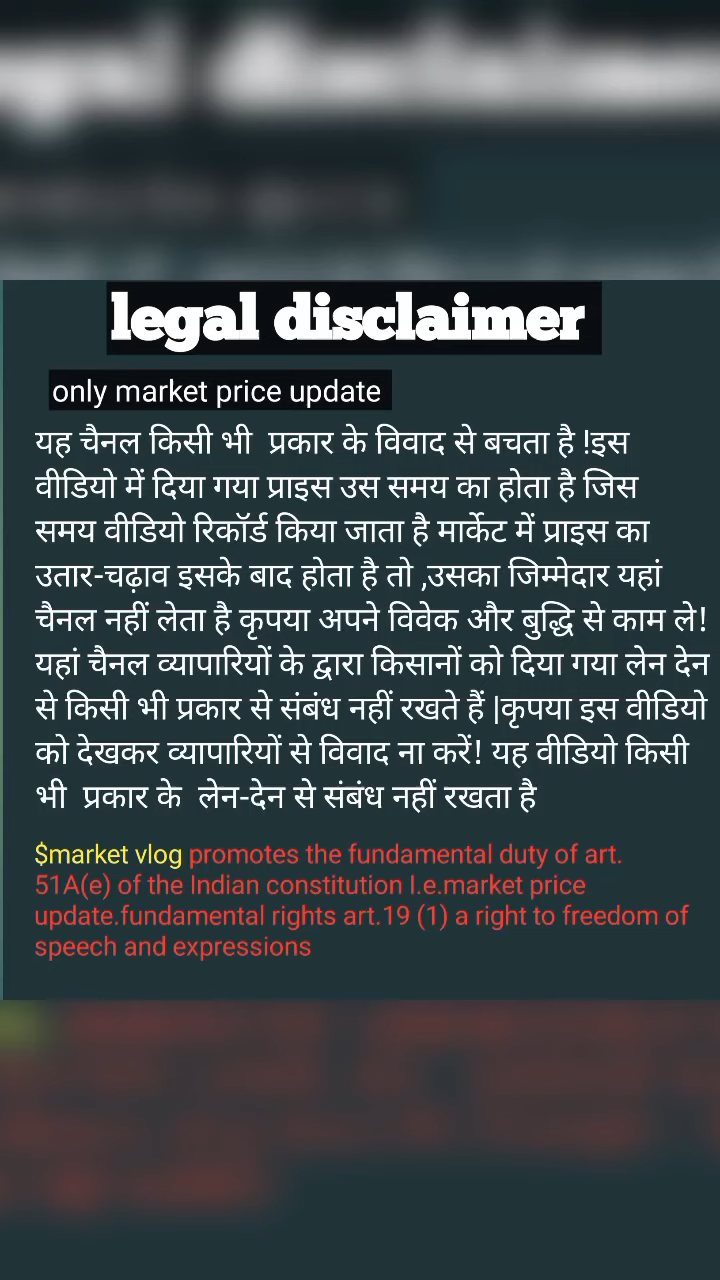 legal disclaimer
only market price update
यह चैनल किसी भी  प्रकार के विवाद से बचता है !इस
वीडियो में दिया गया प्राइस उस समय का होता है जिस
समय वीडियो रिकॉर्ड किया जाता है मार्केट में प्राइस का
उतार-चढ़ाव इसके बाद होता है तो ,उसका जिम्मेदार यहां
चैनल नहीं लेता है कृपया अपने विवेक और बुद्धि से काम ले!
यहां चैनल व्यापारियों के द्वारा किसानों को दिया गया लेन देन
से किसी भी प्रकार से संबंध नहीं रखते हैं |कृपया इस वीडियो
को देखकर व्यापारियों से विवाद ना करें! यह वीडियो किसी
भी  प्रकार के  लेन-देन से संबंध नहीं रखता है
$market vlog promotes the fundamental duty of art.
51A(e) of the Indian constitution I.e.market price
update.fundamental rights art.19 (1) a right to freedom of
speech and expressions